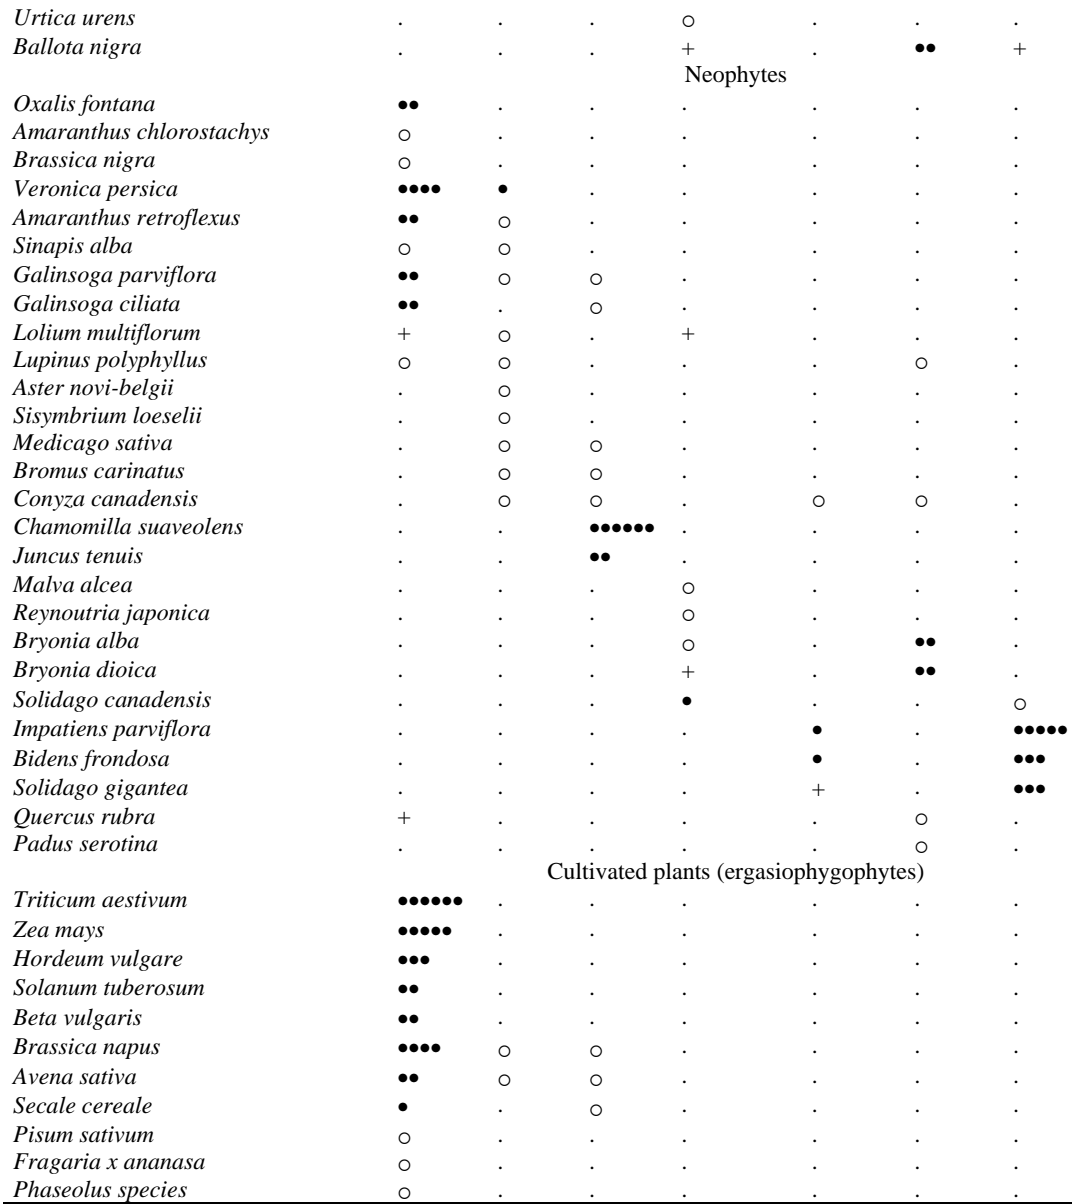 Urtica urens . . . ○ . . .
Ballota nigra . . . + . ●● +
Neophytes
Oxalis fontana ●● . . . . . .
Amaranthus chlorostachys ○ . . . . . .
Brassica nigra ○ . . . . . .
Veronica persica ●●●● ● . . . . .
Amaranthus retroflexus ●● ○ . . . . .
Sinapis alba ○ ○ . . . . .
Galinsoga parviflora ●● ○ ○ . . . .
Galinsoga ciliata ●● . ○ . . . .
Lolium multiflorum + ○ . + . . .
Lupinus polyphyllus ○ ○ . . . ○ .
Aster novi-belgii . ○ . . . . .
Sisymbrium loeselii . ○ . . . . .
Medicago sativa . ○ ○ . . . .
Bromus carinatus . ○ ○ . . . .
Conyza canadensis . ○ ○ . ○ ○ .
Chamomilla suaveolens . . ●●●●●● . . . .
Juncus tenuis . . ●● . . . .
Malva alcea . . . ○ . . .
Reynoutria japonica . . . ○ . . .
Bryonia alba . . . ○ . ●● .
Bryonia dioica . . . + . ●● .
Solidago canadensis . . . ● . . ○
Impatiens parviflora . . . . ● . ●●●●●
Bidens frondosa . . . . ● . ●●●
Solidago gigantea . . . . + . ●●●
Quercus rubra + . . . . ○ .
Padus serotina . . . . . ○ .
Cultivated plants (ergasiophygophytes)
Triticum aestivum ●●●●●● . . . . . .
Zea mays ●●●●● . . . . . .
Hordeum vulgare ●●● . . . . . .
Solanum tuberosum ●● . . . . . .
Beta vulgaris ●● . . . . . .
Brassica napus ●●●● ○ ○ . . . .
Avena sativa ●● ○ ○ . . . .
Secale cereale ● . ○ . . . .
Pisum sativum ○ . . . . . .
Fragaria x ananasa ○ . . . . . .
Phaseolus species ○ . . . . . .